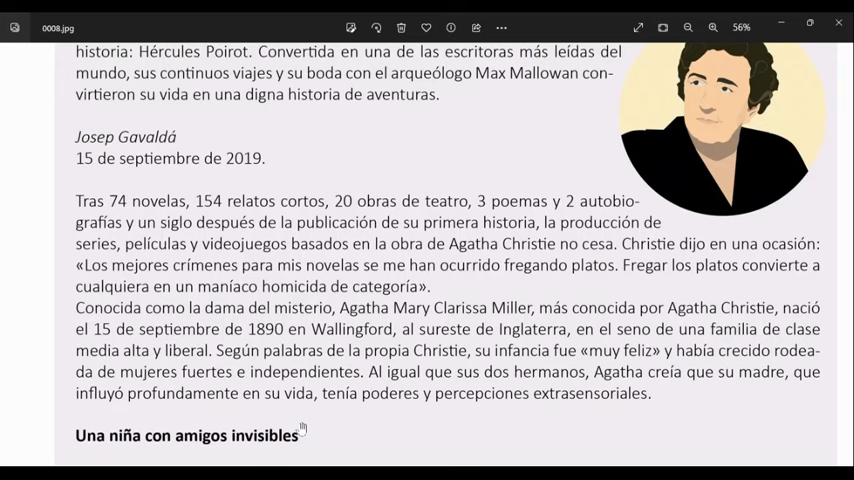 0008.jpg
56%
historia: Hércules Poirot. Convertida en una de las escritoras más leídas del
mundo, sus continuos viajes y su boda con el arqueólogo Max Mallowan con-
virtieron su vida en una digna historia de aventuras.
Josep Gavaldá
15 de septiembre de 2019.
Tras 74 novelas, 154 relatos cortos, 20 obras de teatro, 3 poemas y 2 autobio-
grafías y un siglo después de la publicación de su primera historia, la producción de
series, películas y videojuegos basados en la obra de Agatha Christie no cesa. Christie dijo en una ocasión:
«Los mejores crímenes para mis novelas se me han ocurrido fregando platos. Fregar los platos convierte a
cualquiera en un maníaco homicida de categoría».
Conocida como la dama del misterio, Agatha Mary Clarissa Miller, más conocida por Agatha Christie, nació
el 15 de septiembre de 1890 en Wallingford, al sureste de Inglaterra, en el seno de una familia de clase
media alta y liberal. Según palabras de la propia Christie, su infancia fue «muy feliz» y había crecido rodea-
da de mujeres fuertes e independientes. Al igual que sus dos hermanos, Agatha creía que su madre, que
influyó profundamente en su vida, tenía poderes y percepciones extrasensoriales.
Una niña con amigos invisibles